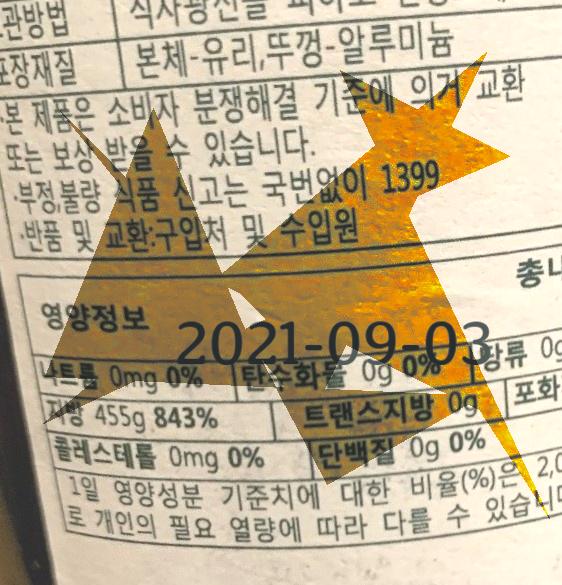 관방법 식사광선을 피하고
포장재질 본체-유리,뚜껑-알루미늄
·본 제품은 소비자 분쟁해결 기준에 의거 교환
또는 보상 받을 수 있습니다.
·부정,불량 식품 신고는 국번없이 1399
·반품 및 교환:구입처 및 수입원
총나
영양정보
2021-09-03
나트륨 0mg 0% 탄수화물 0g 0% 당류 0g
지방 455g 843% 트랜스지방 0g 포화
콜레스테롤 0mg 0% 단백질 0g 0%
1일 영양성분 기준치에 대한 비율(%)은 2,0
로 개인의 필요 열량에 따라 다를 수 있습니다